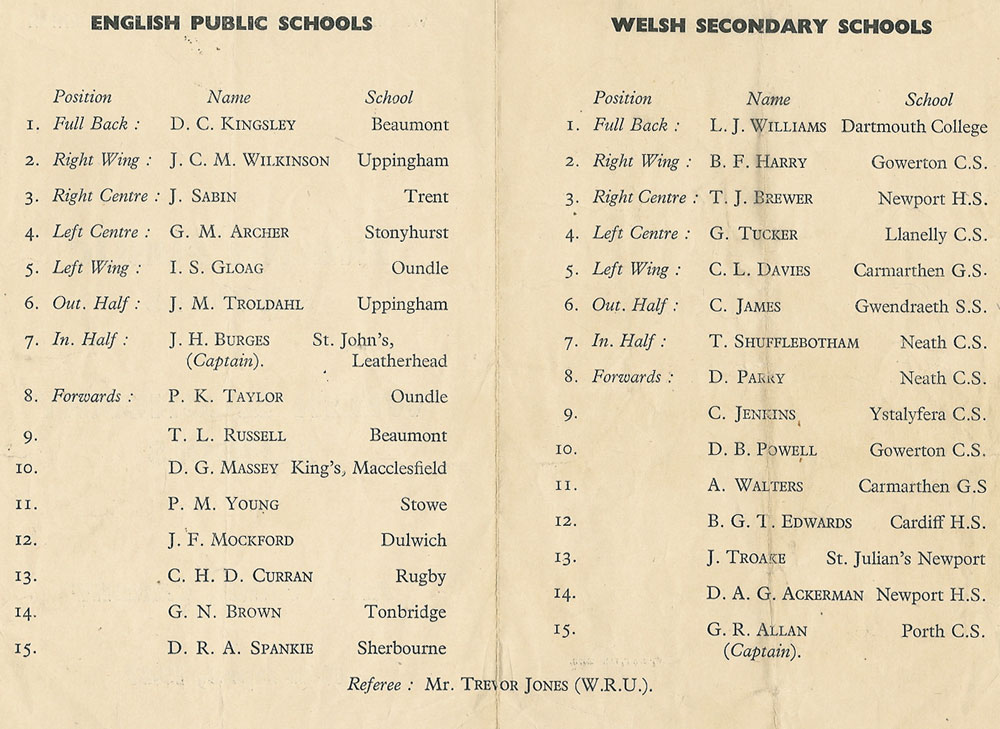 ENGLISH PUBLIC SCHOOLS
Position Name School
1. Full Back : D. C. KINGSLEY Beaumont
2. Right Wing : J. C. M. WILKINSON Uppingham
3. Right Centre : J. SABIN Trent
4. Left Centre : G. M. ARCHER Stonyhurst
5. Left Wing : I. S. GLOAG Oundle
6. Out. Half : J. M. TROLDAHL Uppingham
7. In. Half : J. H. BURGES St. John's,
(Captain). Leatherhead
8. Forwards : P. K. TAYLOR Oundle
9. T. L. RUSSELL Beaumont
10. D. G. MASSEY King's, Macclesfield
11. P. M. YOUNG Stowe
12. J. F. MOCKFORD Dulwich
13. C. H. D. CURRAN Rugby
14. G. N. BROWN Tonbridge
15. D. R. A. SPANKIE Sherbourne
WELSH SECONDARY SCHOOLS
Position Name School
1. Full Back : L. J. WILLIAMS Dartmouth College
2. Right Wing : B. F. HARRY Gowerton C.S.
3. Right Centre : T. J. BREWER Newport H.S.
4. Left Centre : G. TUCKER Llanelly C.S.
5. Left Wing : C. L. DAVIES Carmarthen G.S.
6. Out. Half : C. JAMES Gwendraeth S.S.
7. In. Half : T. SHUFFLEBOTHAM Neath C.S.
8. Forwards : D. PARRY Neath C.S.
9. C. JENKINS Ystalyfera C.S.
10. D. B. POWELL Gowerton C.S.
11. A. WALTERS Carmarthen G.S
12. B. G. T. EDWARDS Cardiff H.S.
13. J. TROAKE St. Julian's Newport
14. D. A. G. ACKERMAN Newport H.S.
15. G. R. ALLAN Porth C.S.
(Captain).
Referee : Mr. TREVOR JONES (W.R.U.).